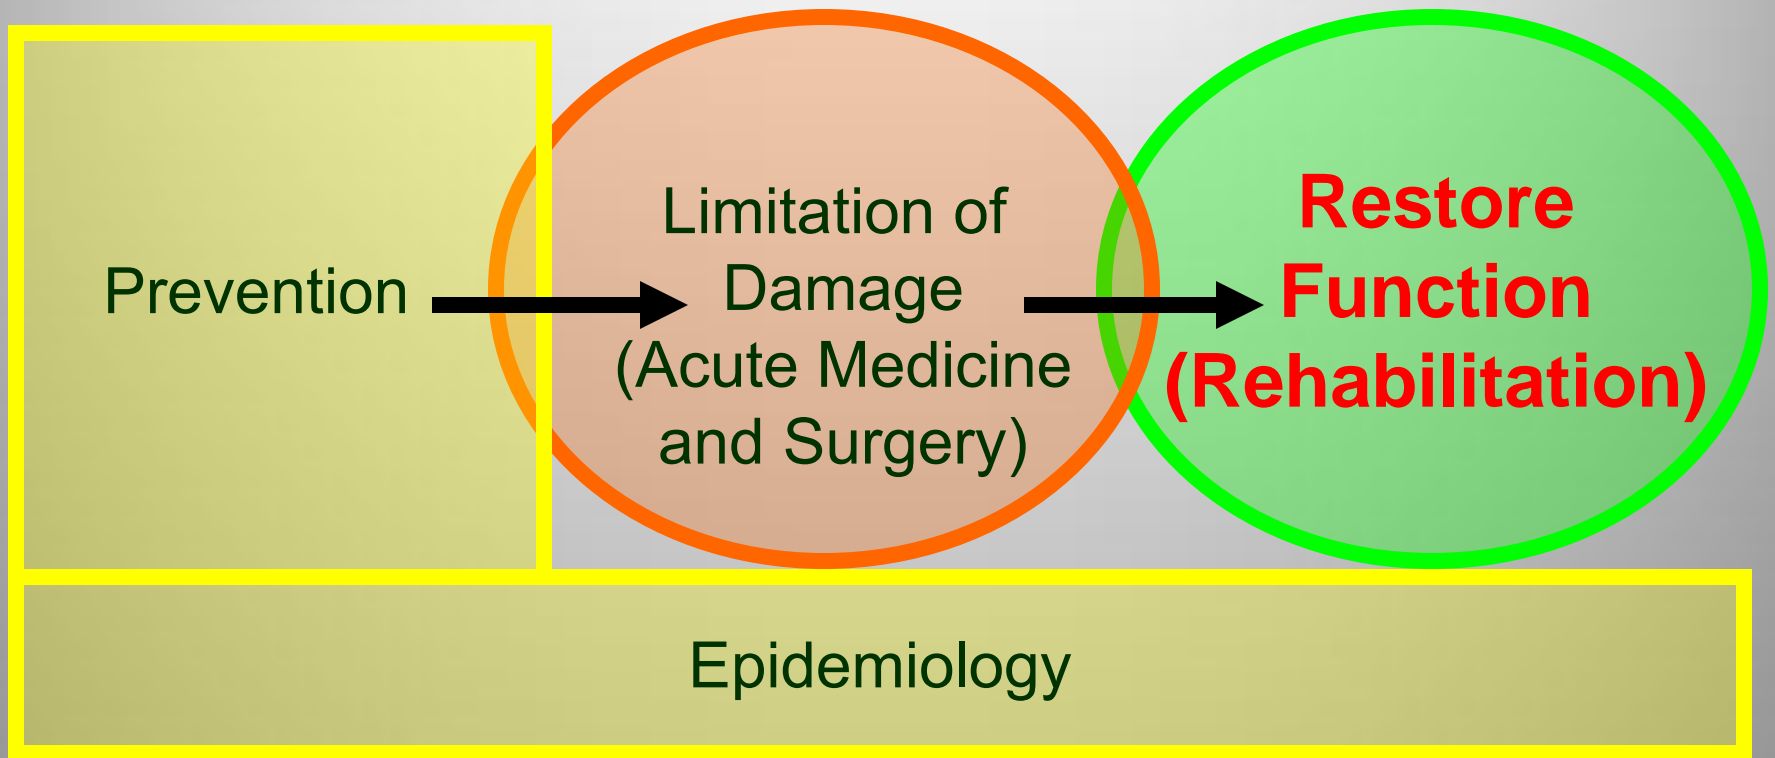 Prevention
Limitation of
Damage
(Acute Medicine
and Surgery)
Restore
Function
(Rehabilitation)
Epidemiology